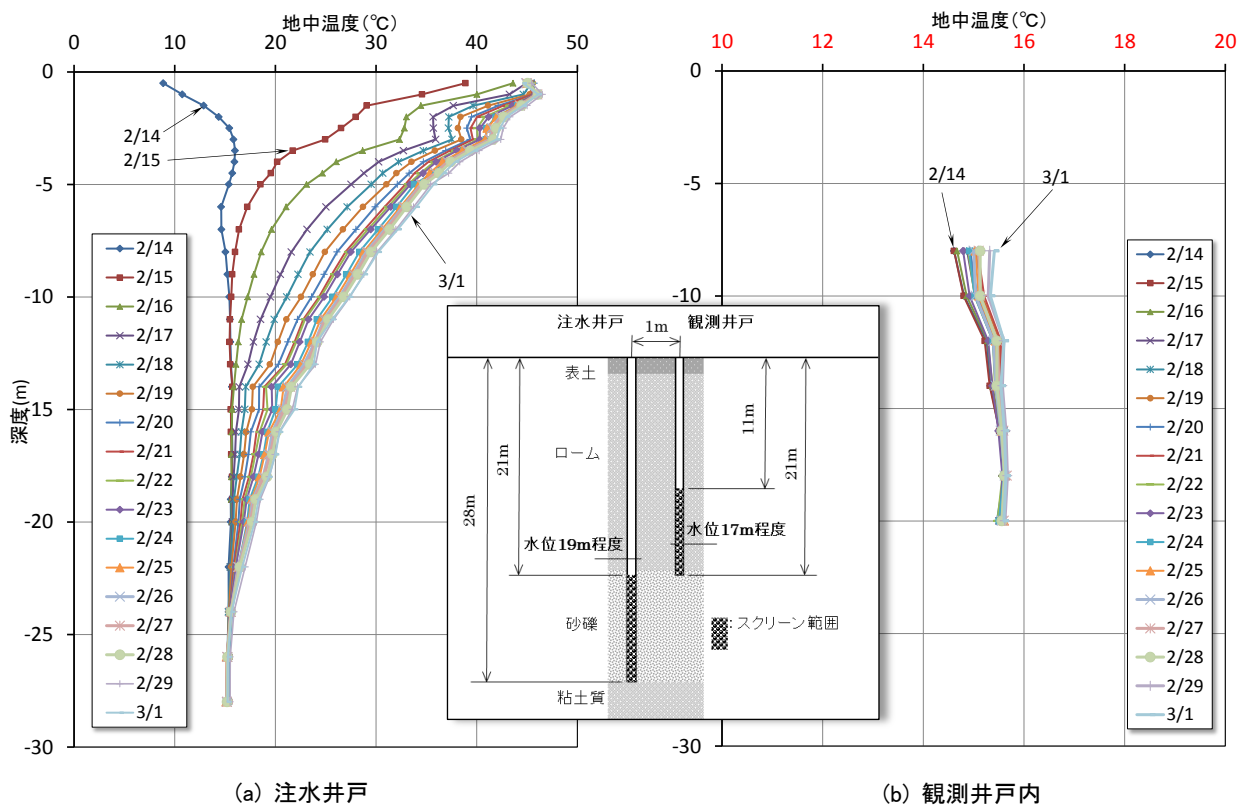 地中温度(℃)
0 10 20 30 40 50
0
-5
-10
-15
-20
-25
-30
深度(m)
2/14
2/15
3/1
2/14
2/15
2/16
2/17
2/18
2/19
2/20
2/21
2/22
2/23
2/24
2/25
2/26
2/27
2/28
2/29
3/1
(a) 注水井戸
注水井戸
1m
観測井戸
表土
ローム
砂礫
粘土質
28m
21m
11m
21m
水位19m程度
水位17m程度
:スクリーン範囲
地中温度(℃)
10 12 14 16 18 20
0
-5
-10
-30
2/14
3/1
2/14
2/15
2/16
2/17
2/18
2/19
2/20
2/21
2/22
2/23
2/24
2/25
2/26
2/27
2/28
2/29
3/1
(b) 観測井戸内